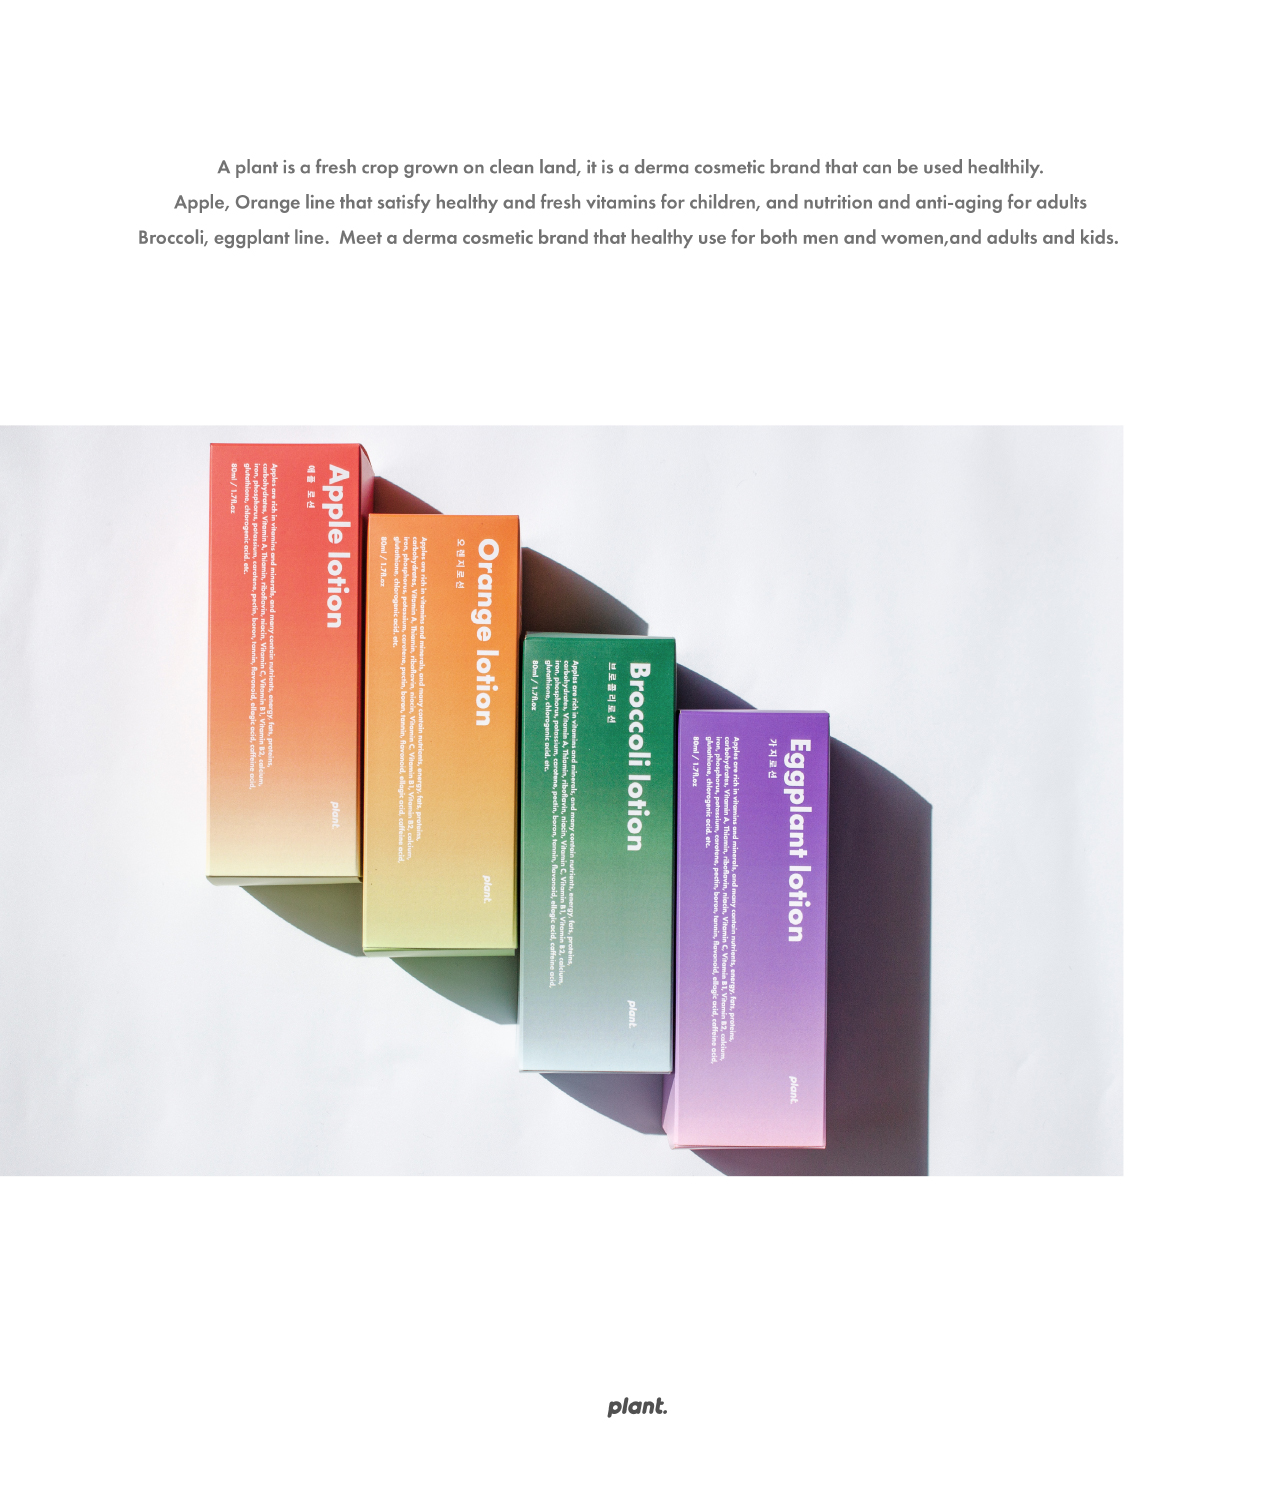 A plant is a fresh crop grown on clean land, it is a derma cosmetic brand that can be used healthily.
Apple, Orange line that satisfy healthy and fresh vitamins for children, and nutrition and anti-aging for adults
Broccoli, eggplant line.  Meet a derma cosmetic brand that healthy use for both men and women,and adults and kids.
Apple lotion
애플 로션
Apples are rich in vitamins and minerals, and many contain nutrients, energy, fats, proteins,
carbohydrates, Vitamin A, Thiamin, riboflavin, niacin, Vitamin C, Vitamin B1, Vitamin B2, calcium,
iron, phosphorus, potassium, carotene, pectin, boron, tannin, flavonoid, ellagic acid, caffeine acid,
glutathione, chlorogenic acid. etc.
80ml / 1.7fl.oz
plant.
Orange lotion
오렌지로션
Apples are rich in vitamins and minerals, and many contain nutrients, energy, fats, proteins,
carbohydrates, Vitamin A, Thiamin, riboflavin, niacin, Vitamin C, Vitamin B1, Vitamin B2, calcium,
iron, phosphorus, potassium, carotene, pectin, boron, tannin, flavonoid, ellagic acid, caffeine acid,
glutathione, chlorogenic acid. etc.
80ml / 1.7fl.oz
plant.
Broccoli lotion
브로콜리로션
Apples are rich in vitamins and minerals, and many contain nutrients, energy, fats, proteins,
carbohydrates, Vitamin A, Thiamin, riboflavin, niacin, Vitamin C, Vitamin B1, Vitamin B2, calcium,
iron, phosphorus, potassium, carotene, pectin, boron, tannin, flavonoid, ellagic acid, caffeine acid,
glutathione, chlorogenic acid. etc.
80ml / 1.7fl.oz
plant.
Eggplant lotion
가지로션
Apples are rich in vitamins and minerals, and many contain nutrients, energy, fats, proteins,
carbohydrates, Vitamin A, Thiamin, riboflavin, niacin, Vitamin C, Vitamin B1, Vitamin B2, calcium,
iron, phosphorus, potassium, carotene, pectin, boron, tannin, flavonoid, ellagic acid, caffeine acid,
glutathione, chlorogenic acid. etc.
80ml / 1.7fl.oz
plant.
plant.